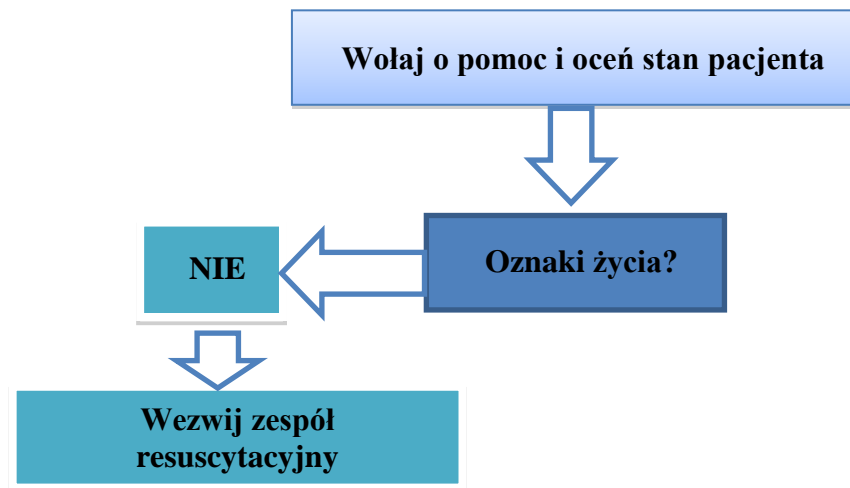 Wołaj o pomoc i oceń stan pacjenta
Oznaki życia?
NIE
Wezwij zespół
resuscytacyjny